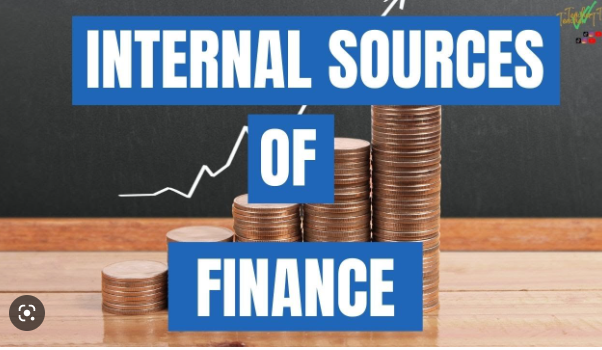 INTERNAL SOURCES
OF
FINANCE